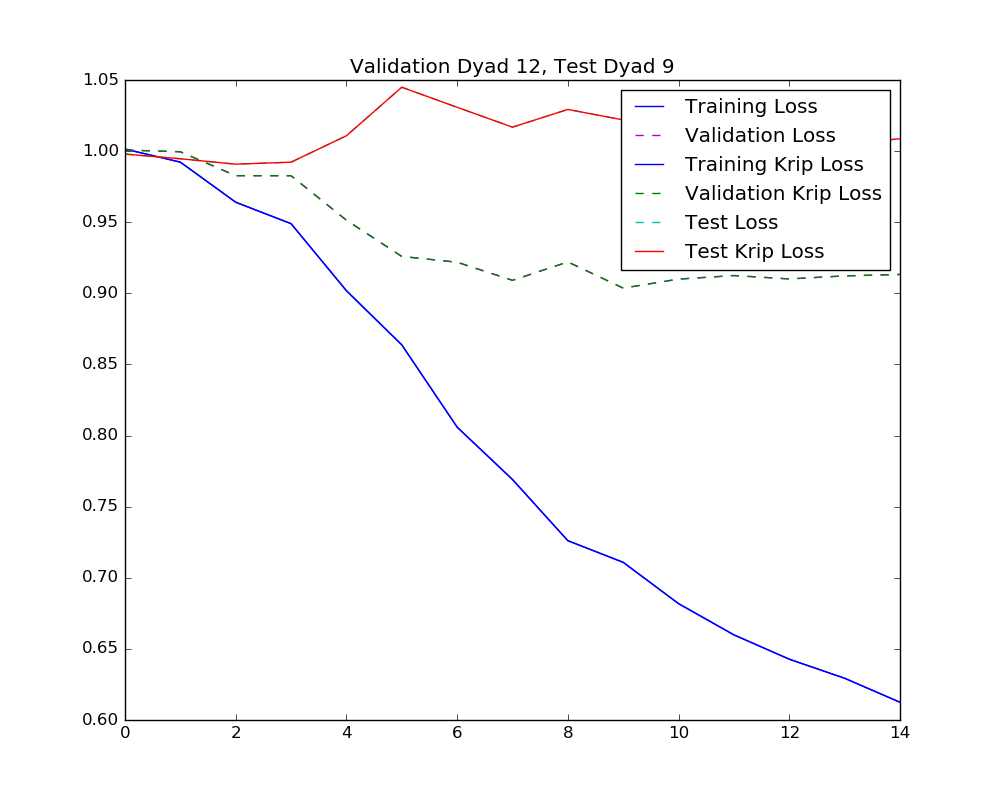 Validation Dyad 12, Test Dyad 9
1.05
1.00
0.95
0.90
0.85
0.80
0.75
0.70
0.65
0.60
Training Loss
Validation Loss
Training Krip Loss
Validation Krip Loss
Test Loss
Test Krip Loss
0 2 4 6 8 10 12 14